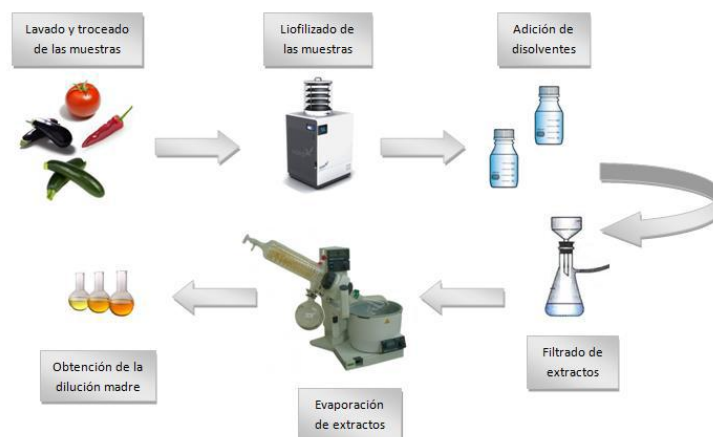 Lavado y troceado
de las muestras
Liofilizado de
las muestras
Adición de
disolventes
Filtrado de
extractos
Evaporación
de extractos
Obtención de la
dilución madre